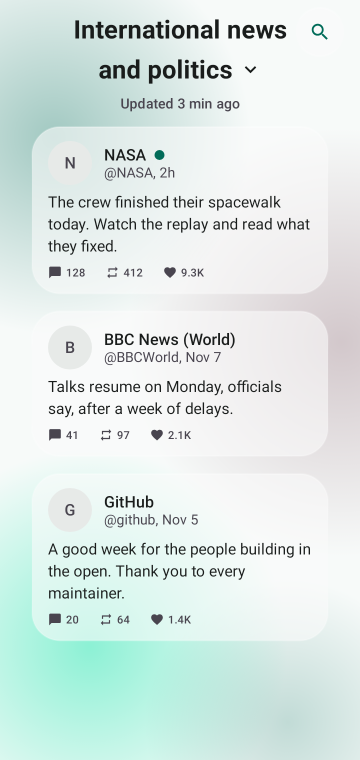 International news
and politics
Updated 3 min ago
N
NASA
@NASA, 2h
The crew finished their spacewalk
today. Watch the replay and read what
they fixed.
128 412 9.3K
B
BBC News (World)
@BBCWorld, Nov 7
Talks resume on Monday, officials
say, after a week of delays.
41 97 2.1K
G
GitHub
@github, Nov 5
A good week for the people building in
the open. Thank you to every
maintainer.
20 64 1.4K